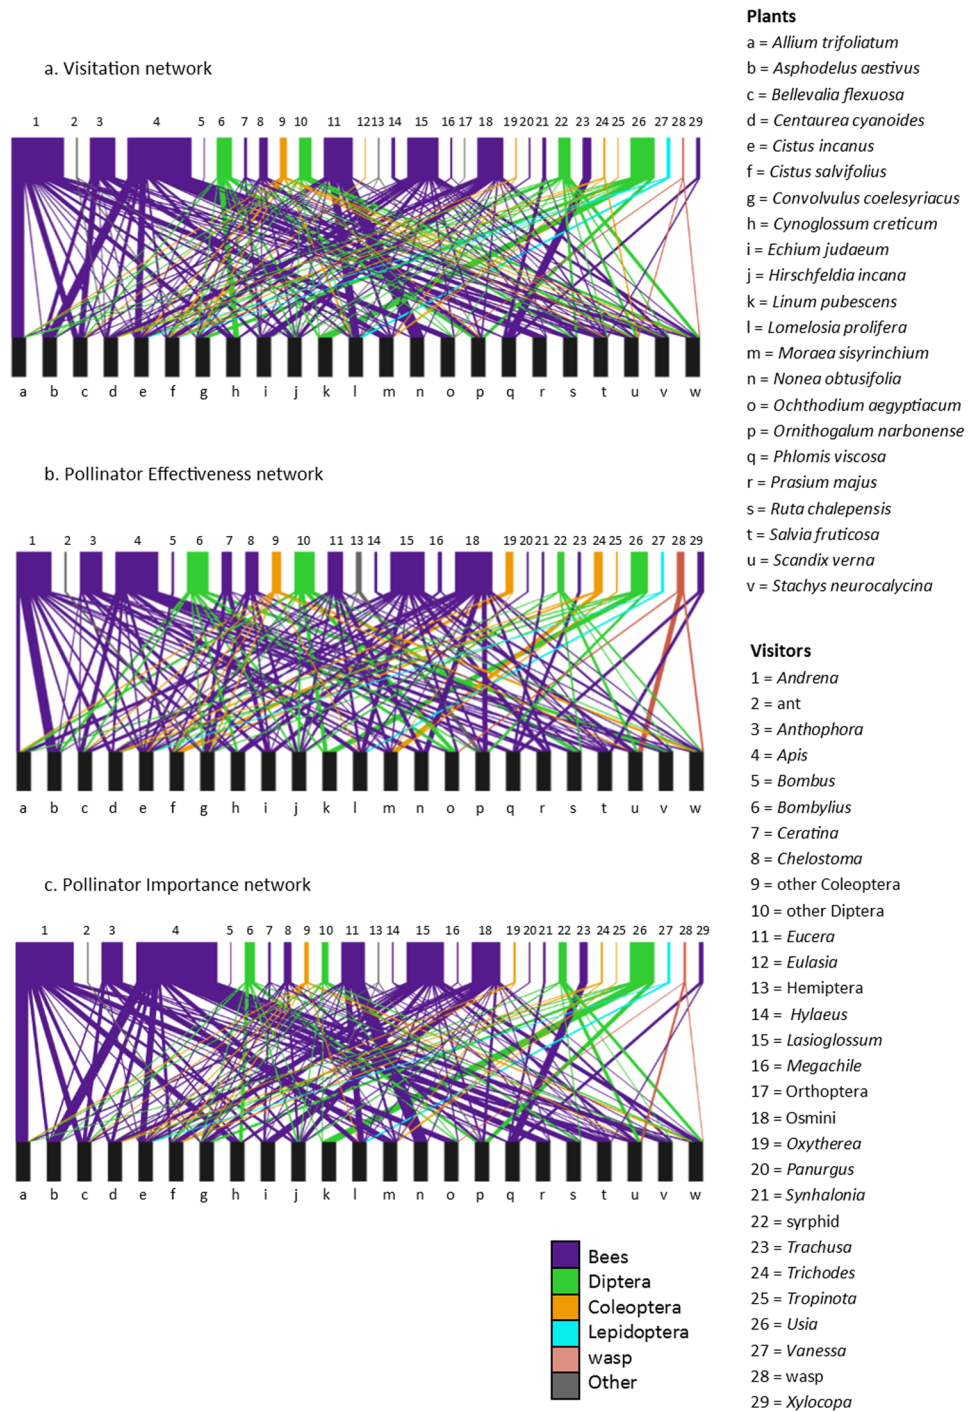 a. Visitation network
1 2 3 4 5 6 7 8 9 10 11 12 13 14 15 16 17 18 19 20 21 22 23 24 25 26 27 28 29
a b c d e f g h i j k l m n o p q r s t u v w
b. Pollinator Effectiveness network
1 2 3 4 5 6 7 8 9 10 11 13 14 15 16 18 19 20 21 22 23 24 25 26 27 28 29
a b c d e f g h i j k l m n o p q r s t u v w
c. Pollinator Importance network
1 2 3 4 5 6 7 8 9 10 11 13 14 15 16 18 19 20 21 22 23 24 25 26 27 28 29
a b c d e f g h i j k l m n o p q r s t u v w
Bees
Diptera
Coleoptera
Lepidoptera
wasp
Other
Plants
a = Allium trifoliatum
b = Asphodelus aestivus
c = Bellevalia flexuosa
d = Centaurea cyanoides
e = Cistus incanus
f = Cistus salvifolius
g = Convolvulus coelesyriacus
h = Cynoglossum creticum
i = Echium judaeum
j = Hirschfeldia incana
k = Linum pubescens
l = Lomelosia prolifera
m = Moraea sisyrinchium
n = Nonea obtusifolia
o = Ochthodium aegyptiacum
p = Ornithogalum narbonense
q = Phlomis viscosa
r = Prasium majus
s = Ruta chalepensis
t = Salvia fruticosa
u = Scandix verna
v = Stachys neurocalycina
Visitors
1 = Andrena
2 = ant
3 = Anthophora
4 = Apis
5 = Bombus
6 = Bombylius
7 = Ceratina
8 = Chelostoma
9 = other Coleoptera
10 = other Diptera
11 = Eucera
12 = Eulasia
13 = Hemiptera
14 = Hylaeus
15 = Lasioglossum
16 = Megachile
17 = Orthoptera
18 = Osmini
19 = Oxytherea
20 = Panurgus
21 = Synhalonia
22 = syrphid
23 = Trachusa
24 = Trichodes
25 = Tropinota
26 = Usia
27 = Vanessa
28 = wasp
29 = Xylocopa